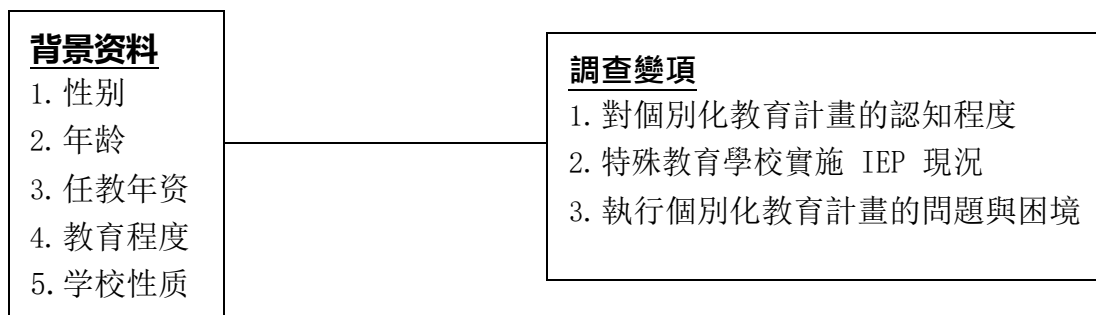 背景资料
1. 性别
2. 年龄
3. 任教年资
4. 教育程度
5. 学校性质
調查變項
1. 對個別化教育計畫的認知程度
2. 特殊教育學校實施 IEP 現況
3. 執行個別化教育計畫的問題與困境